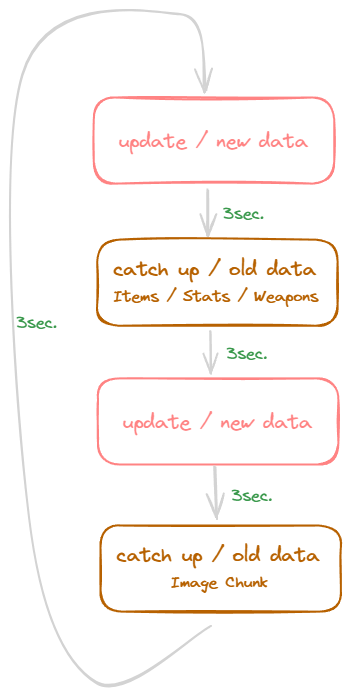 update / new data
3sec.
catch up / old data
Items / Stats / Weapons
3sec.
3sec.
update / new data
3sec.
catch up / old data
Image Chunk